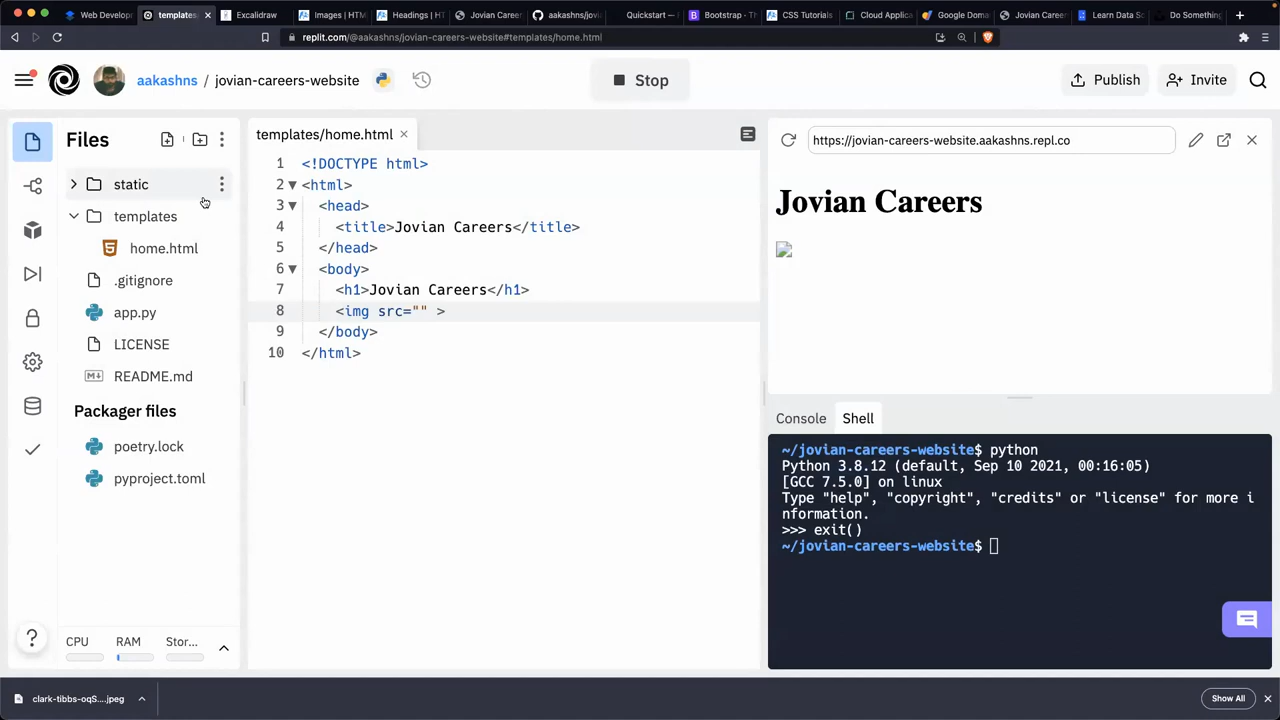 Web Develop
templates
Excalidraw
Images | HTM
Headings | HT
Jovian Career
aakashns/jovi
Quickstart —
Bootstrap · Th
CSS Tutorials
Cloud Applica
Google Doma
Jovian Career
Learn Data Sc
Do Something
replit.com/@aakashns/jovian-careers-website#templates/home.html
aakashns / jovian-careers-website
Stop
Publish
Invite
Files
static
templates
home.html
.gitignore
app.py
LICENSE
README.md
Packager files
poetry.lock
pyproject.toml
CPU RAM Stor...
templates/home.html
1 <!DOCTYPE html>
2 <html>
3 <head>
4 <title>Jovian Careers</title>
5 </head>
6 <body>
7 <h1>Jovian Careers</h1>
8 <img src="" >
9 </body>
10 </html>
https://jovian-careers-website.aakashns.repl.co
Jovian Careers
Console Shell
~/jovian-careers-website$ python
Python 3.8.12 (default, Sep 10 2021, 00:16:05)
[GCC 7.5.0] on linux
Type "help", "copyright", "credits" or "license" for more i
nformation.
>>> exit()
~/jovian-careers-website$
clark-tibbs-oqS....jpeg
Show All